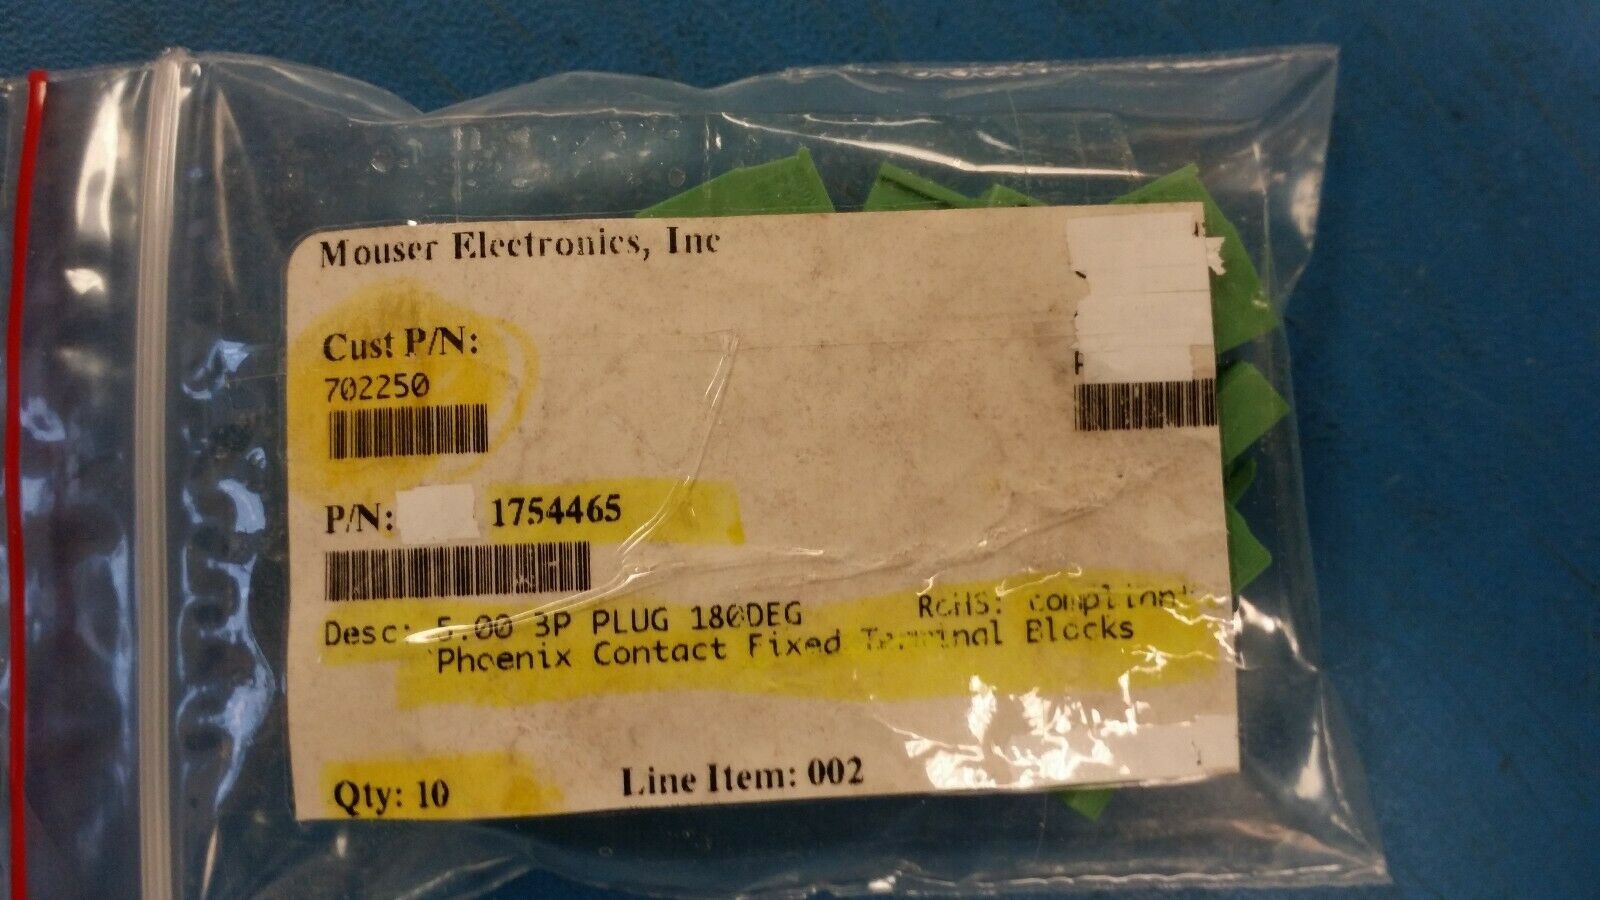 Mouser Electronics, Inc
Cust P/N:
702250
P/N: 1754465
Desc: 5.00 3P PLUG 180DEG RoHS: compliant
Phoenix Contact Fixed Terminal Blocks
Qty: 10 Line Item: 002